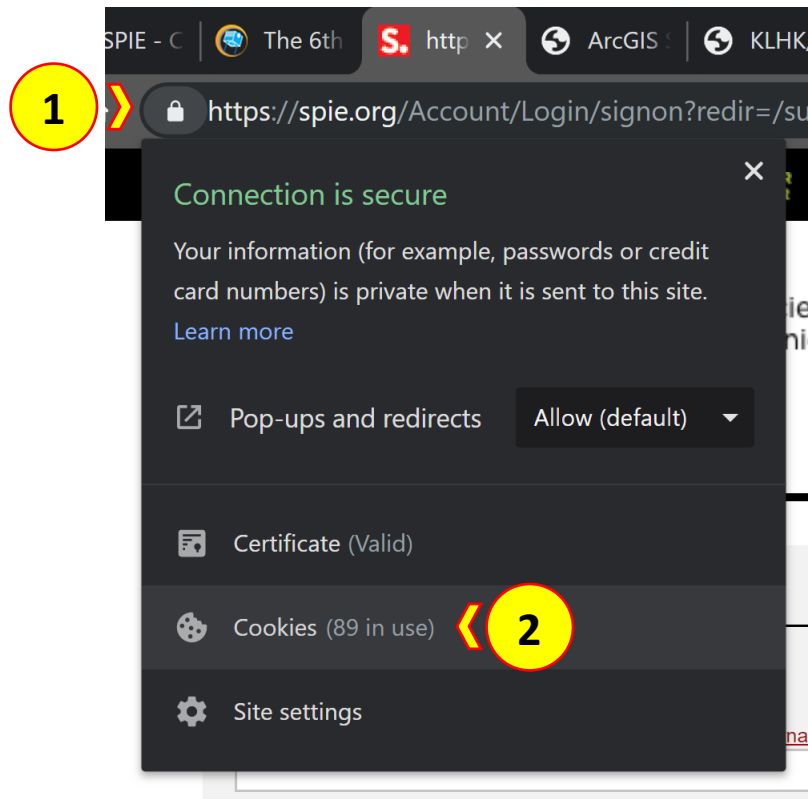 SPIE - C The 6th S. http ArcGIS S KLHK,
1
https://spie.org/Account/Login/signon?redir=/su
Connection is secure
Your information (for example, passwords or credit
card numbers) is private when it is sent to this site.
Learn more
Pop-ups and redirects Allow (default)
Certificate (Valid)
Cookies (89 in use) 2
Site settings